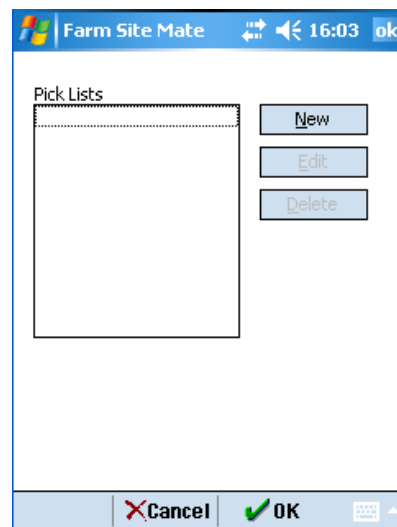 Farm Site Mate 16:03 ok
Pick Lists
New
Edit
Delete
Cancel OK